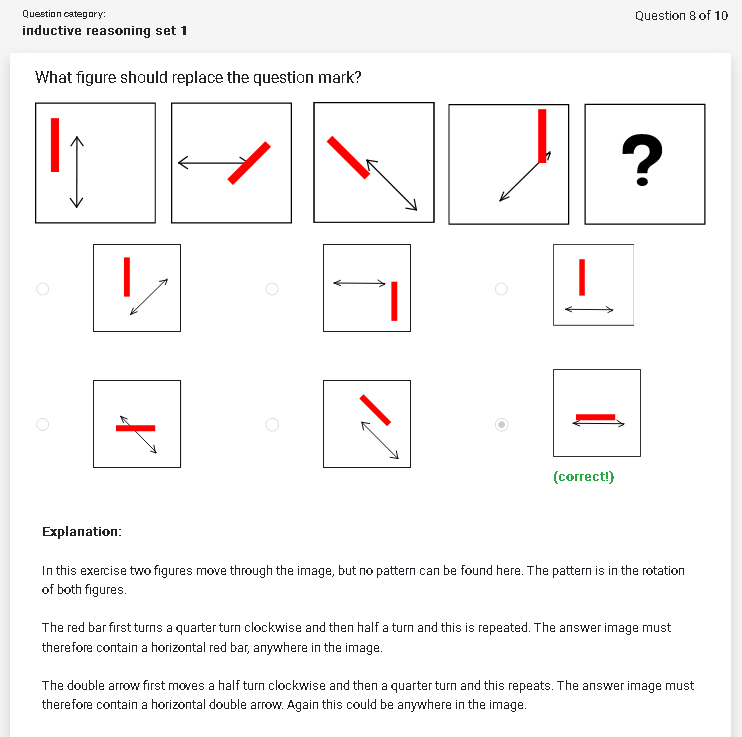 Question category:
Question 8 of 10
inductive reasoning set 1
What figure should replace the question mark?
?
(correct!)
Explanation:
In this exercise two figures move through the image, but no pattern can be found here. The pattern is in the rotation
of both figures.
The red bar first turns a quarter turn clockwise and then half a turn and this is repeated. The answer image must
therefore contain a horizontal red bar, anywhere in the image.
The double arrow first moves a half turn clockwise and then a quarter turn and this repeats. The answer image must
therefore contain a horizontal double arrow. Again this could be anywhere in the image.